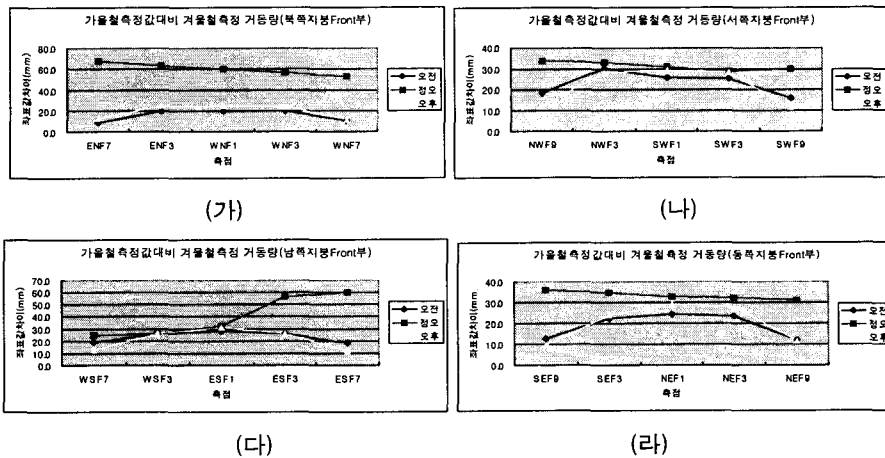 가을철측정값대비 겨울철측정 거동량(북쪽지붕Front부)
좌표값차이(mm)
80.0
60.0
40.0
20.0
0.0
ENF7 ENF3 WNF1 WNF3 WNF7
측점
오전
정오
오후
(가)
가을철측정값대비 겨울철측정 거동량(서쪽지붕Front부)
좌표값차이(mm)
40.0
30.0
20.0
10.0
0.0
NWF9 NWF3 SWF1 SWF3 SWF9
측점
오전
정오
오후
(나)
가을철측정값대비 겨울철측정 거동량(남쪽지붕Front부)
좌표값차이(mm
70.0
60.0
50.0
40.0
30.0
20.0
10.0
0.0
WSF7 WSF3 ESF1 ESF3 ESF7
측점
오전
정오
오후
(다)
가을철측정값대비 겨울철측정 거동량(동쪽지붕Front부)
좌표값차이(mm)
40.0
30.0
20.0
10.0
0.0
SEF9 SEF3 NEF1 NEF3 NEF9
측점
오전
정오
오후
(라)